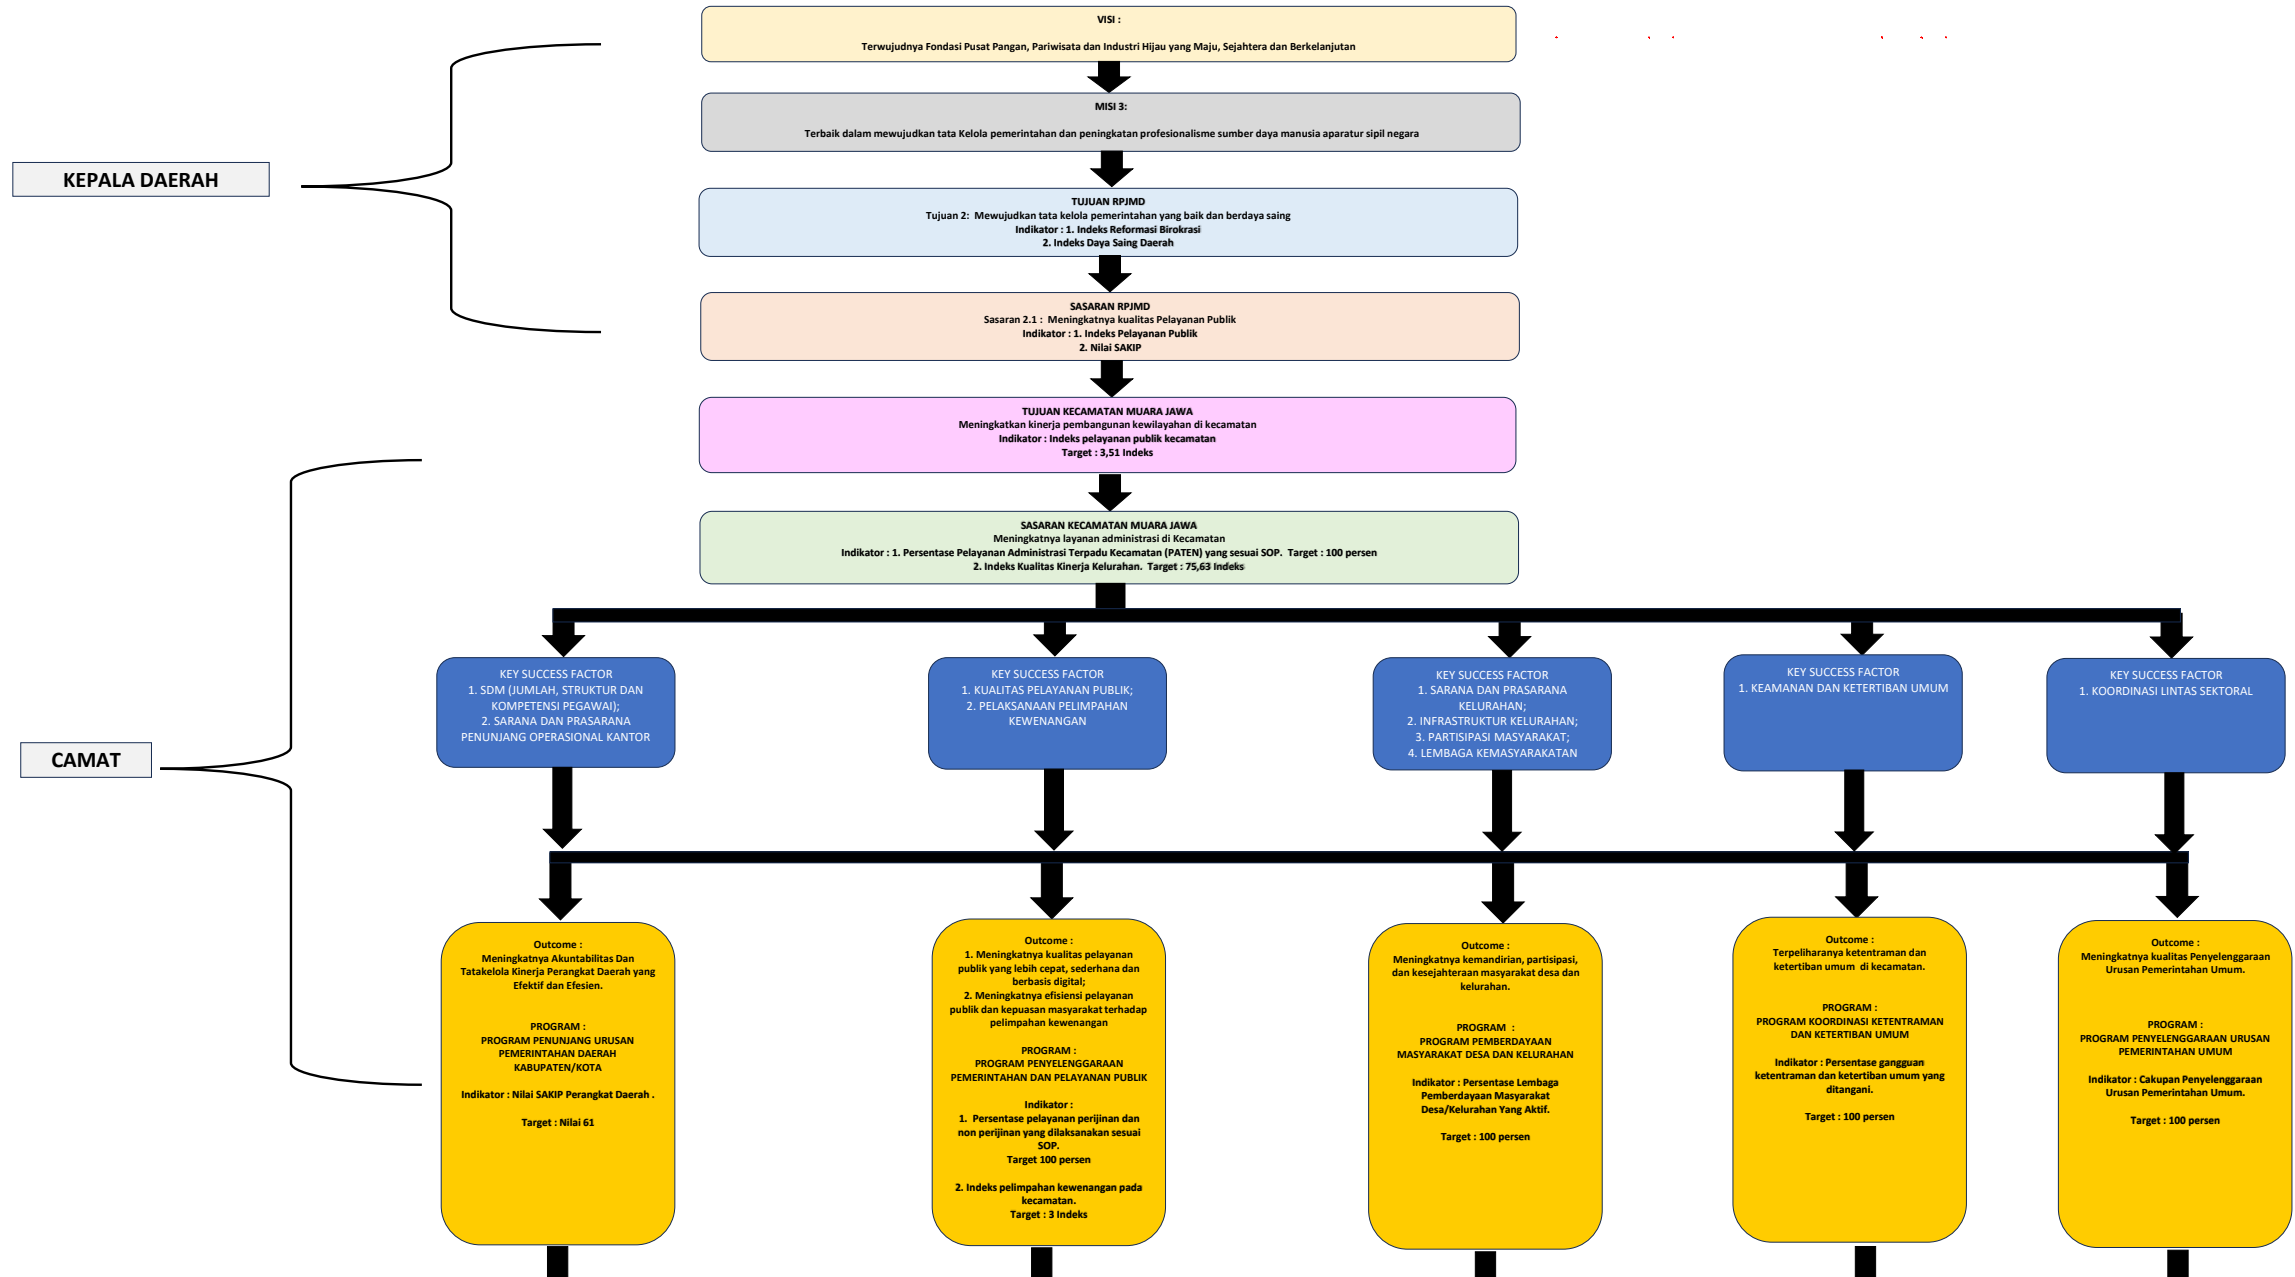 VISI :
Terwujudnya Fondasi Pusat Pangan, Pariwisata dan Industri Hijau yang Maju, Sejahtera dan Berkelanjutan
MISI 3:
Terbaik dalam mewujudkan tata Kelola pemerintahan dan peningkatan profesionalisme sumber daya manusia aparatur sipil negara
KEPALA DAERAH
TUJUAN RPJMD
Tujuan 2: Mewujudkan tata kelola pemerintahan yang baik dan berdaya saing
Indikator : 1. Indeks Reformasi Birokrasi
2. Indeks Daya Saing Daerah
SASARAN RPJMD
Sasaran 2.1 : Meningkatnya kualitas Pelayanan Publik
Indikator : 1. Indeks Pelayanan Publik
2. Nilai SAKIP
TUJUAN KECAMATAN MUARA JAWA
Meningkatkan kinerja pembangunan kewilayahan di kecamatan
Indikator : Indeks pelayanan publik kecamatan
Target : 3,51 Indeks
SASARAN KECAMATAN MUARA JAWA
Meningkatnya layanan administrasi di Kecamatan
Indikator : 1. Persentase Pelayanan Administrasi Terpadu Kecamatan (PATEN) yang sesuai SOP. Target : 100 persen
2. Indeks Kualitas Kinerja Kelurahan. Target : 75,63 Indeks
CAMAT
KEY SUCCESS FACTOR
1. SDM (JUMLAH, STRUKTUR DAN
KOMPETENSI PEGAWAI);
2. SARANA DAN PRASARANA
PENUNJANG OPERASIONAL KANTOR
KEY SUCCESS FACTOR
1. KUALITAS PELAYANAN PUBLIK;
2. PELAKSANAAN PELIMPAHAN
KEWENANGAN
KEY SUCCESS FACTOR
1. SARANA DAN PRASARANA
KELURAHAN;
2. INFRASTRUKTUR KELURAHAN;
3. PARTISIPASI MASYARAKAT;
4. LEMBAGA KEMASYARAKATAN
KEY SUCCESS FACTOR
1. KEAMANAN DAN KETERTIBAN UMUM
KEY SUCCESS FACTOR
1. KOORDINASI LINTAS SEKTORAL
Outcome :
Meningkatnya Akuntabilitas Dan
Tatakelola Kinerja Perangkat Daerah yang
Efektif dan Efesien.
PROGRAM :
PROGRAM PENUNJANG URUSAN
PEMERINTAHAN DAERAH
KABUPATEN/KOTA
Indikator : Nilai SAKIP Perangkat Daerah .
Target : Nilai 61
Outcome :
1. Meningkatnya kualitas pelayanan
publik yang lebih cepat, sederhana dan
berbasis digital;
2. Meningkatnya efisiensi pelayanan
publik dan kepuasan masyarakat terhadap
pelimpahan kewenangan
PROGRAM :
PROGRAM PENYELENGGARAAN
PEMERINTAHAN DAN PELAYANAN PUBLIK
Indikator :
1. Persentase pelayanan perijinan dan
non perijinan yang dilaksanakan sesuai
SOP.
Target 100 persen
2. Indeks pelimpahan kewenangan pada
kecamatan.
Target : 3 Indeks
Outcome :
Meningkatnya kemandirian, partisipasi,
dan kesejahteraan masyarakat desa dan
kelurahan.
PROGRAM :
PROGRAM PEMBERDAYAAN
MASYARAKAT DESA DAN KELURAHAN
Indikator : Persentase Lembaga
Pemberdayaan Masyarakat
Desa/Kelurahan Yang Aktif.
Target : 100 persen
Outcome :
Terpeliharanya ketentraman dan
ketertiban umum di kecamatan.
PROGRAM :
PROGRAM KOORDINASI KETENTRAMAN
DAN KETERTIBAN UMUM
Indikator : Persentase gangguan
ketentraman dan ketertiban umum yang
ditangani.
Target : 100 persen
Outcome :
Meningkatnya kualitas Penyelenggaraan
Urusan Pemerintahan Umum.
PROGRAM :
PROGRAM PENYELENGGARAAN URUSAN
PEMERINTAHAN UMUM
Indikator : Cakupan Penyelenggaraan
Urusan Pemerintahan Umum.
Target : 100 persen